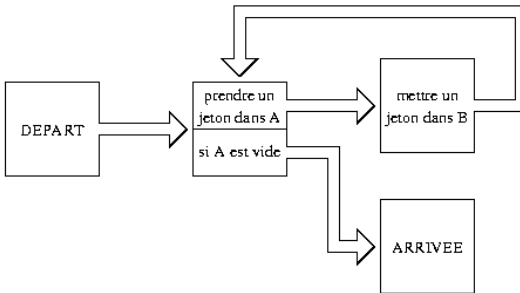 DEPART
prendre un
jeton dans A
si A est vide
mettre un
jeton dans B
ARRIVEE